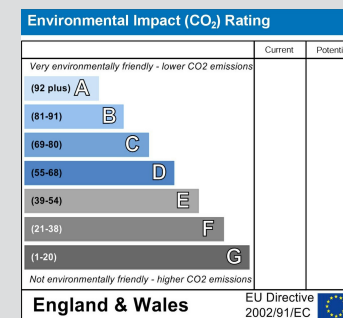 Environmental Impact (CO₂) Rating
Current
Very environmentally friendly - lower CO2 emissions
(92 plus) A
(81-91) B
(69-80) C
(55-68) D
(39-54) E
(21-38) F
(1-20) G
Not environmentally friendly - higher CO2 emissions
England & Wales
EU Directive
2002/91/EC